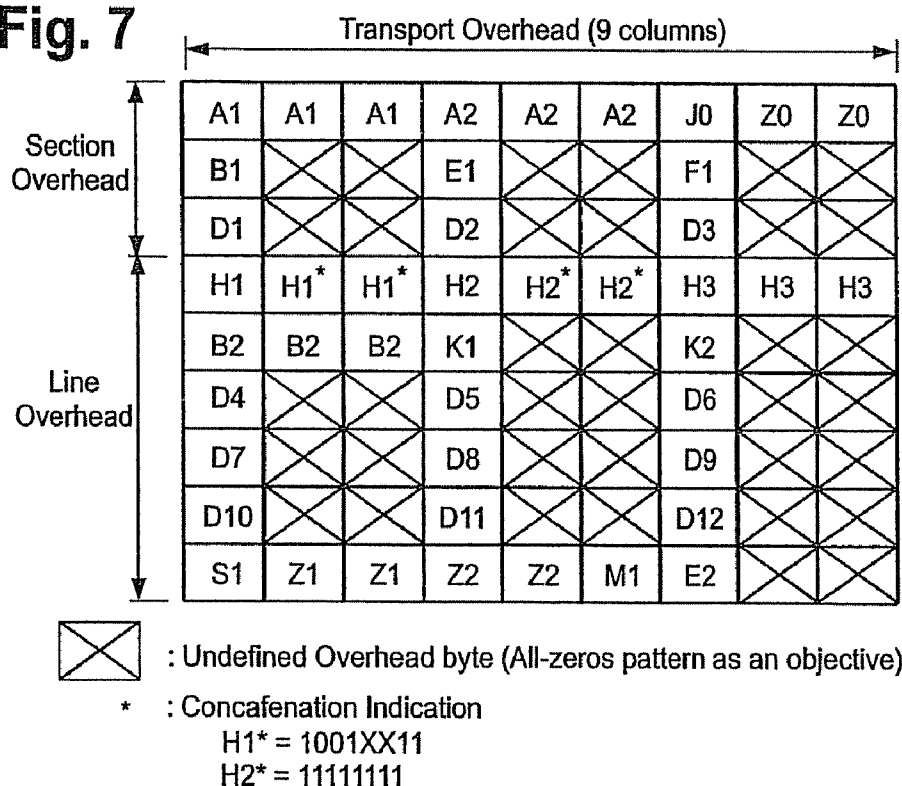 Fig. 7
Transport Overhead (9 columns)
Section
Overhead
A1 A1 A1 A2 A2 A2 J0 Z0 Z0
B1 E1 F1
D1 D2 D3
Line
Overhead
H1 H1* H1* H2 H2* H2* H3 H3 H3
B2 B2 B2 K1 K2
D4 D5 D6
D7 D8 D9
D10 D11 D12
S1 Z1 Z1 Z2 Z2 M1 E2
: Undefined Overhead byte (All-zeros pattern as an objective)
* : Concafenation Indication
H1* = 1001XX11
H2* = 11111111